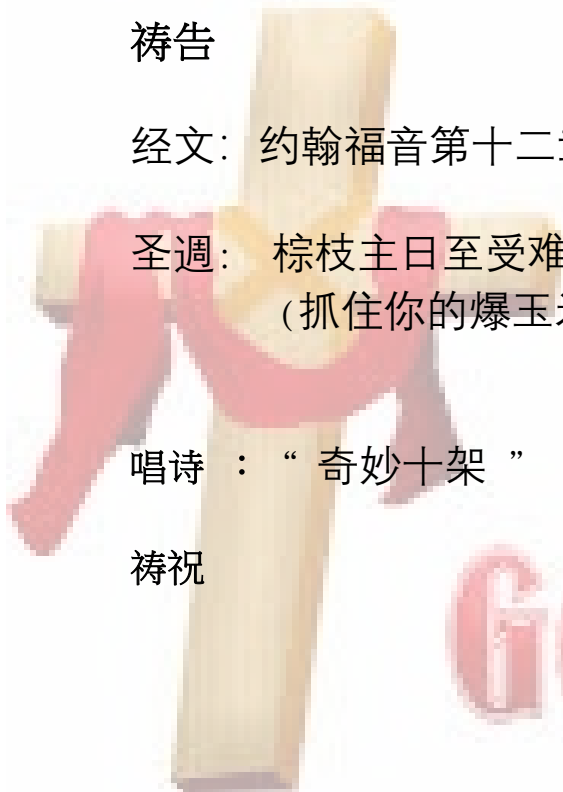 祷告
经文：约翰福音第十二
圣週： 棕枝主日至受难
(抓住你的爆玉
唱诗 ：“ 奇妙十架 ”
祷祝
G